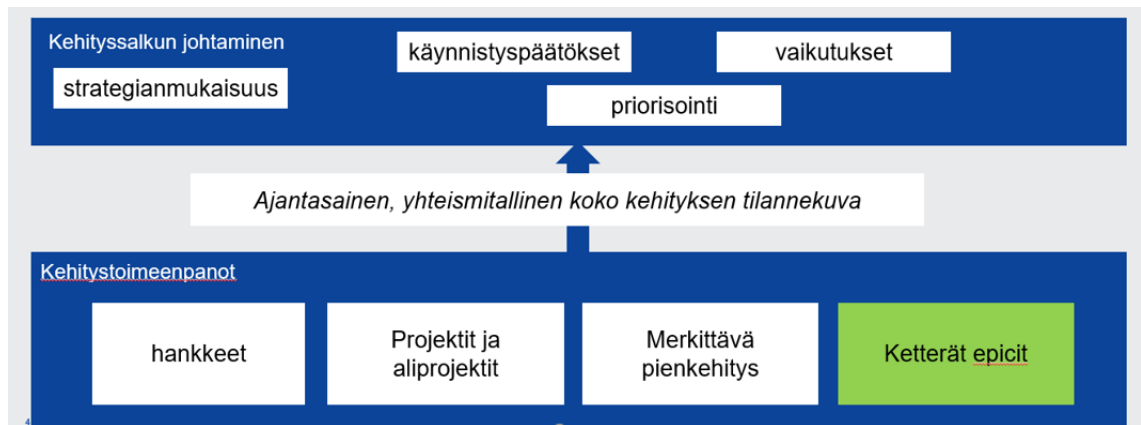 Kehityssalkun johtaminen
käynnistyspäätökset
vaikutukset
strategianmukaisuus
priorisointi
Ajantasainen, yhteismitallinen koko kehityksen tilannekuva
Kehitystoimeenpanot
hankkeet
Projektit ja
aliprojektit
Merkittävä
pienkehitys
Ketterät epicit
4